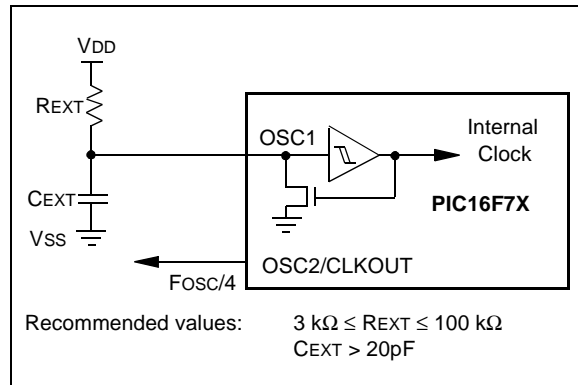 VDD
REXT
OSC1
Internal
Clock
CEXT
PIC16F7X
VSS
OSC2/CLKOUT
FOSC/4
Recommended values: 3 kΩ ≤ REXT ≤ 100 kΩ
CEXT > 20pF